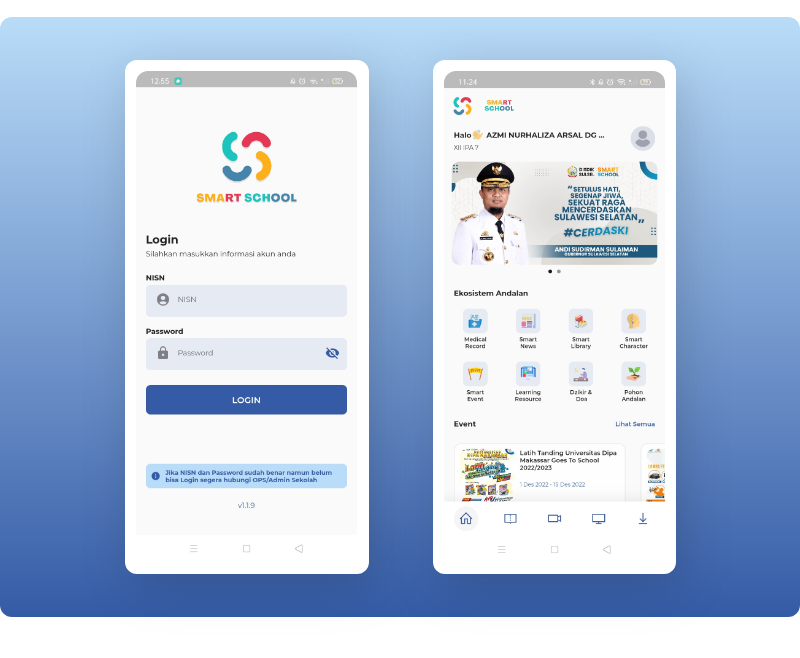 12.55
SMART SCHOOL
Login
Silahkan masukkan informasi akun anda
NISN
NISN
Password
Password
LOGIN
Jika NISN dan Password sudah benar namun belum
bisa Login segera hubungi OPS/Admin Sekolah
v1.1.9
11.24
SMART
SCHOOL
Halo👋 AZMI NURHALIZA ARSAL DG ...
XII IPA 7
SMART
SCHOOL
"SETULUS HATI,
SEGENAP JIWA,
SEKUAT RAGA
MENCERDASKAN
SULAWESI SELATAN"
#CERDASKI
ANDI SUDIRMAN SULAIMAN
GUBERNUR SULAWESI SELATAN
Ekosistem Andalan
Medical
Record
Smart
News
Smart
Library
Smart
Character
Smart
Event
Learning
Resource
Dzikir &
Doa
Pohon
Andalan
Event
Lihat Semua
Latih Tanding Universitas Dipa
Makassar Goes To School
2022/2023
1 Des 2022 - 15 Des 2022